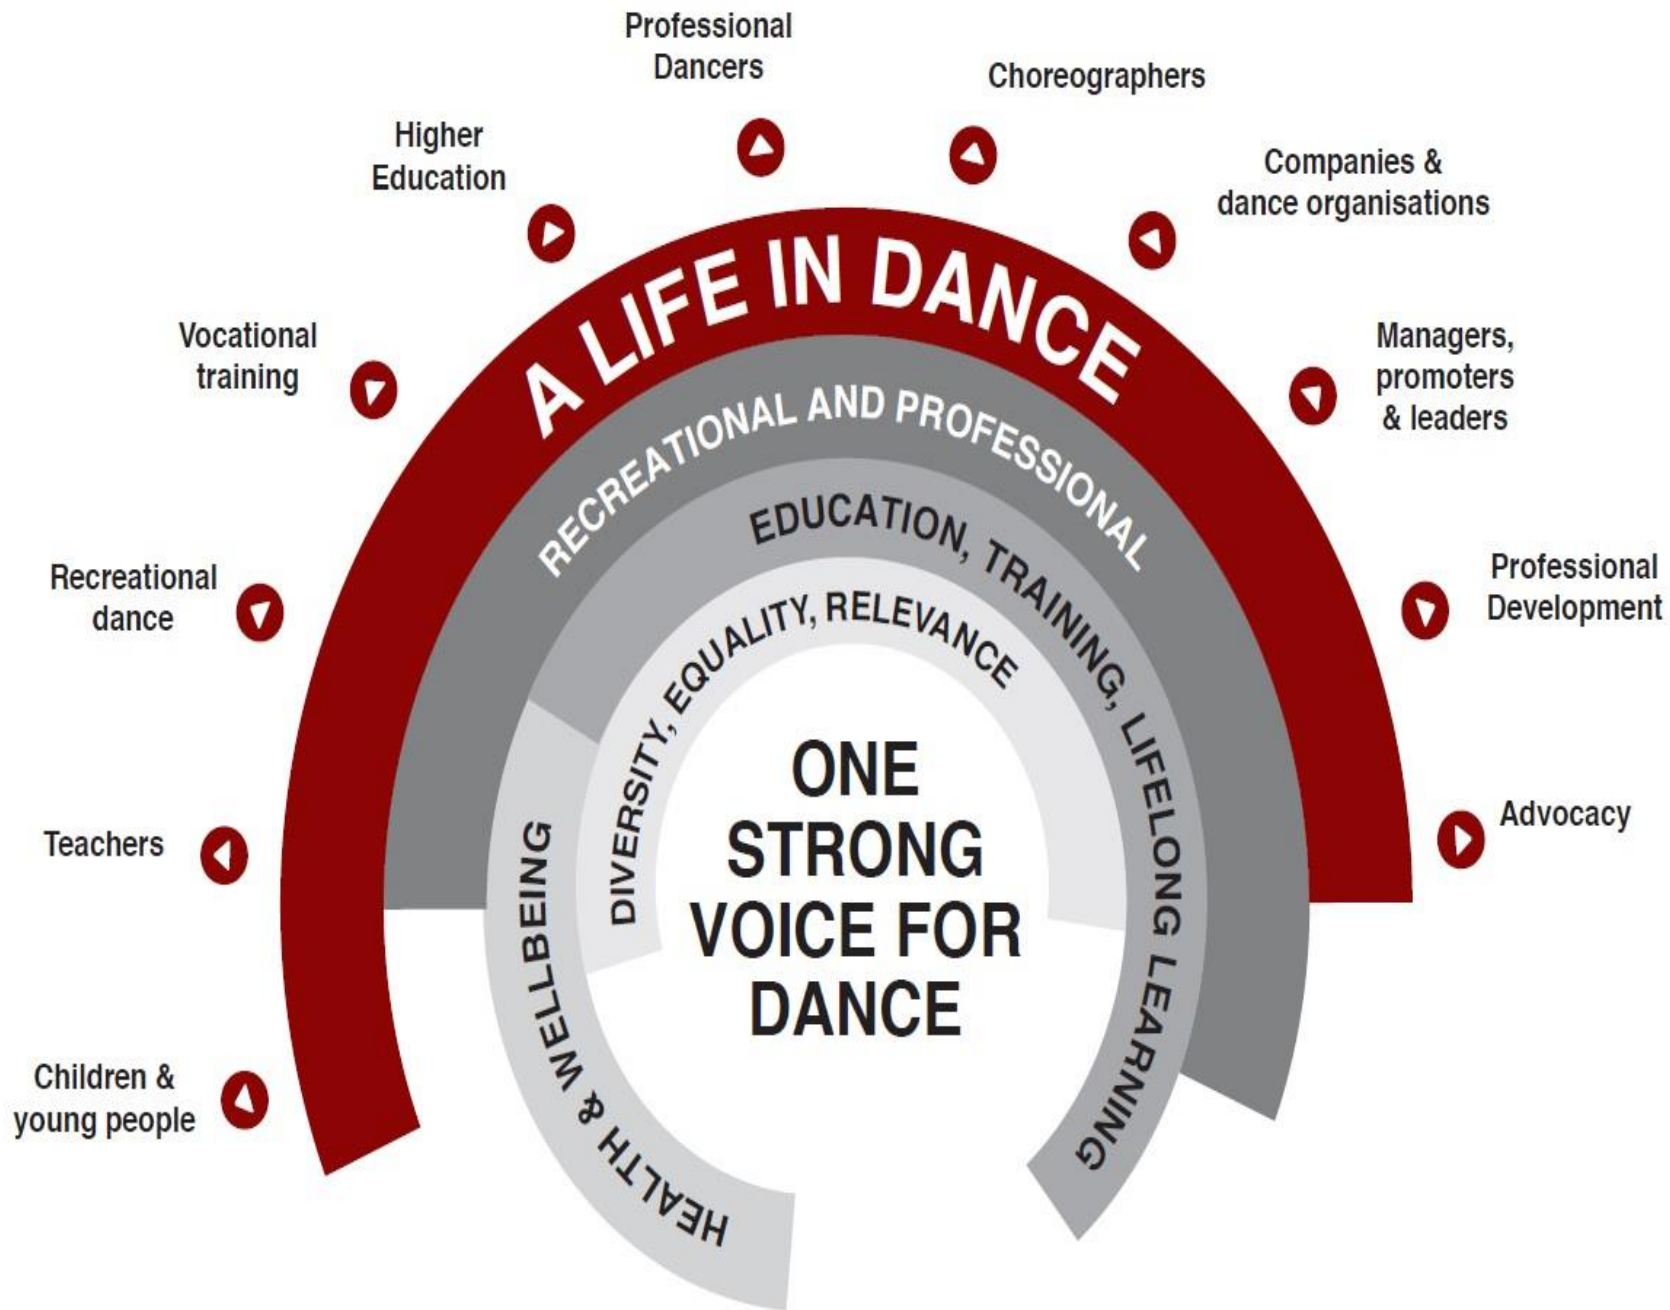 Professional
Dancers
Choreographers
Higher
Education
Companies &
dance organisations
Vocational
training
Managers,
promoters
& leaders
Recreational
dance
Professional
Development
Teachers
Advocacy
Children &
young people
A LIFE IN DANCE
RECREATIONAL AND PROFESSIONAL
EDUCATION, TRAINING, LIFELONG LEARNING
HEALTH & WELLBEING
DIVERSITY, EQUALITY, RELEVANCE
ONE
STRONG
VOICE FOR
DANCE